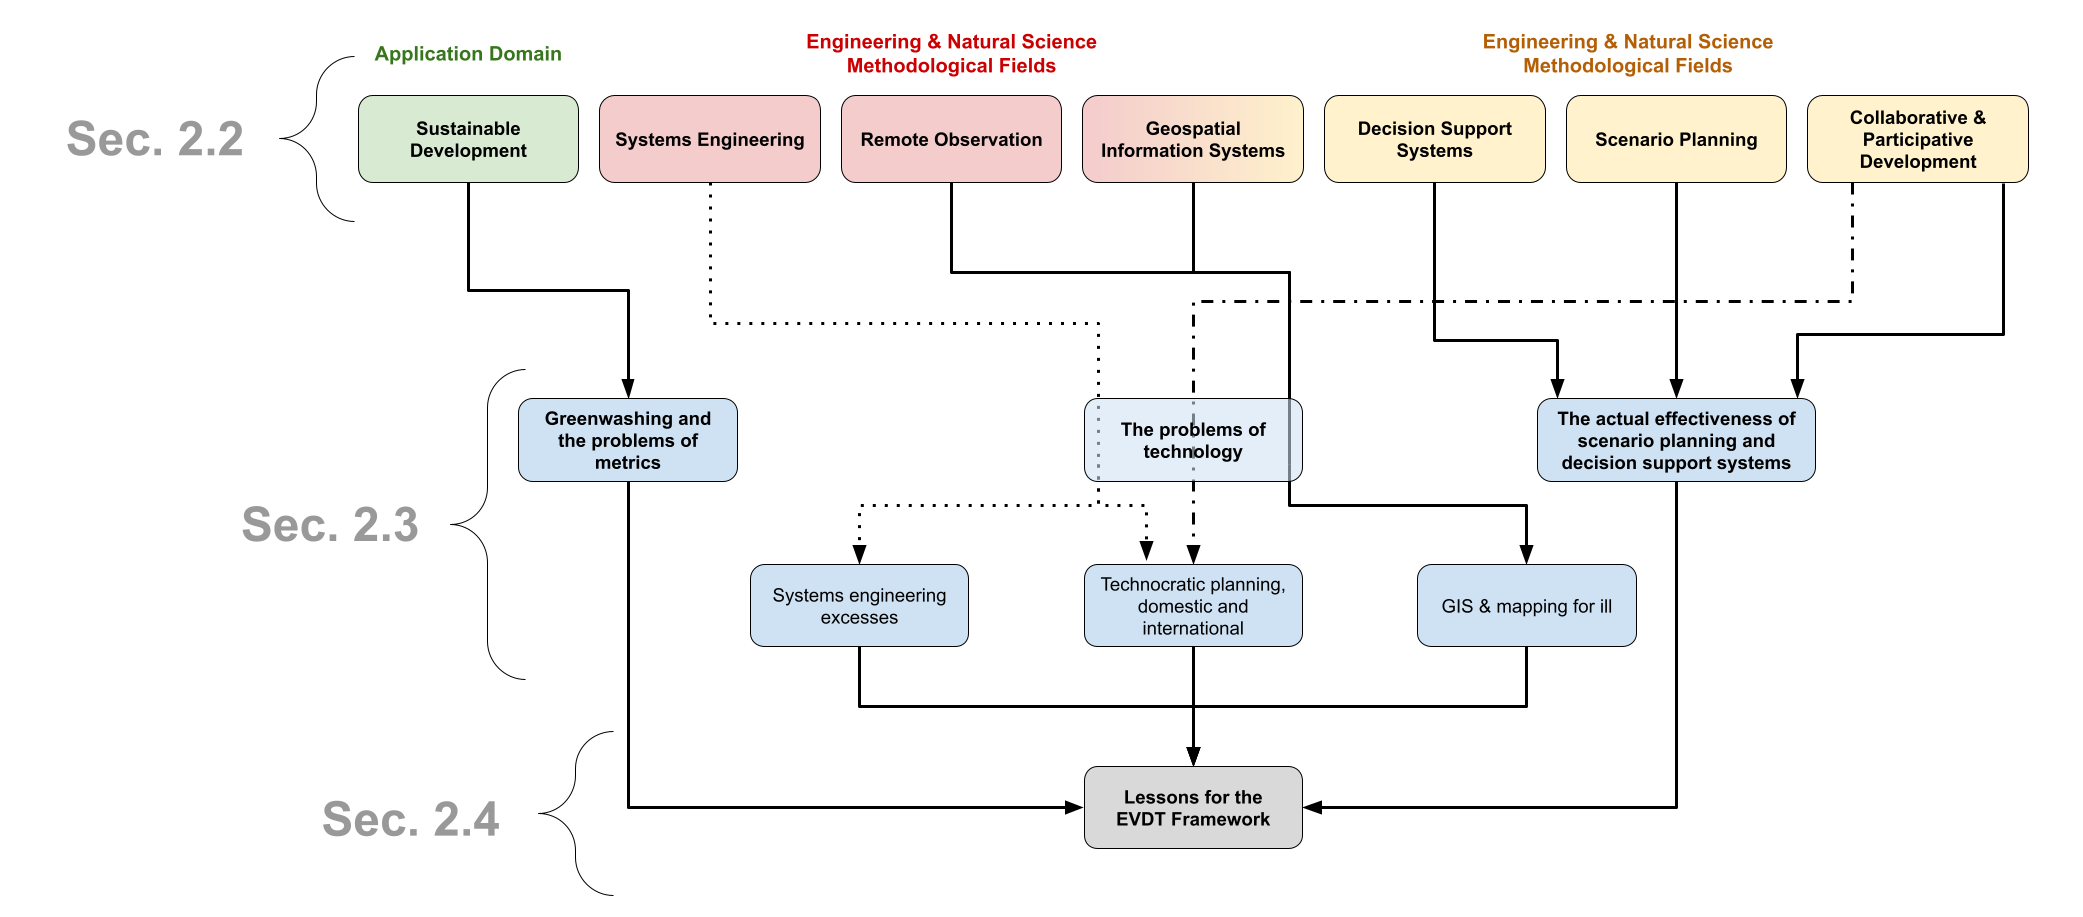 Application Domain
Engineering & Natural Science
Methodological Fields
Engineering & Natural Science
Methodological Fields
Sec. 2.2
Sustainable
Development
Systems Engineering
Remote Observation
Geospatial
Information Systems
Decision Support
Systems
Scenario Planning
Collaborative &
Participative
Development
Sec. 2.3
Greenwashing and
the problems of
metrics
The problems of
technology
The actual effectiveness of
scenario planning and
decision support systems
Systems engineering
excesses
Technocratic planning,
domestic and
international
GIS & mapping for ill
Sec. 2.4
Lessons for the
EVDT Framework